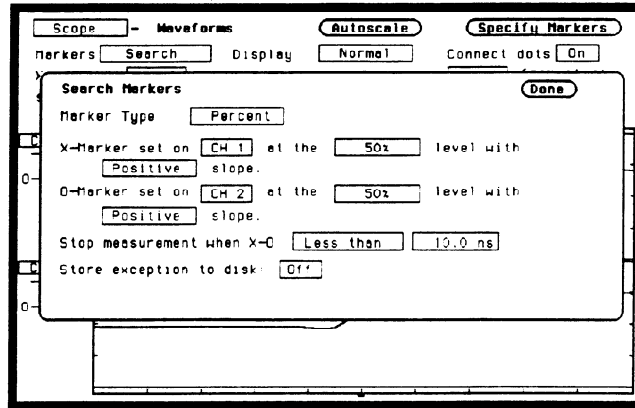 Scope - Waveforms Autoscale Specify Markers
Markers Search Display Normal Connect dots On
Search Markers Done
Marker Type Percent
X-Marker set on CH 1 at the 50% level with
Positive slope.
O-Marker set on CH 2 at the 50% level with
Positive slope.
Stop measurement when X-O Less than 10.0 ns
Store exception to disk: Off